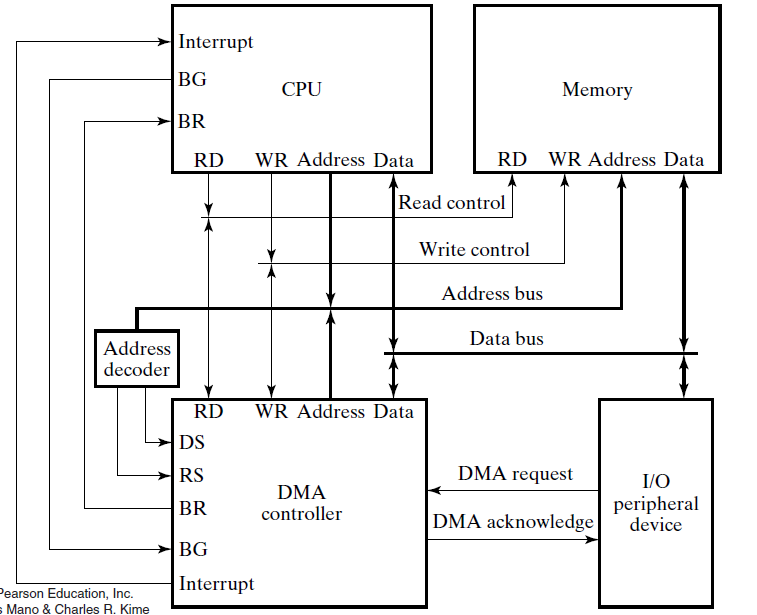 Interrupt
BG
CPU
BR
RD WR Address Data
Memory
RD WR Address Data
Read control
Write control
Address bus
Data bus
Address
decoder
RD WR Address Data
DS
RS
BR
BG
Interrupt
DMA
controller
DMA request
DMA acknowledge
I/O
peripheral
device
Pearson Education, Inc.
s Mano & Charles R. Kime